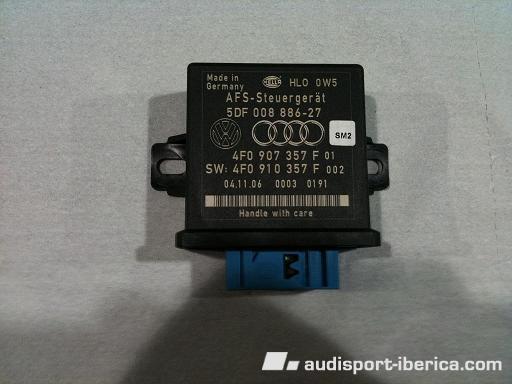 Made in
Germany
HELLA
HLO 0W5
AFS-Steuergerät
5DF 008 886-27
SM2
4F0 907 357 F 01
SW: 4F0 910 357 F 002
04.11.06 0003 0191
Handle with care
audisport-iberica.com